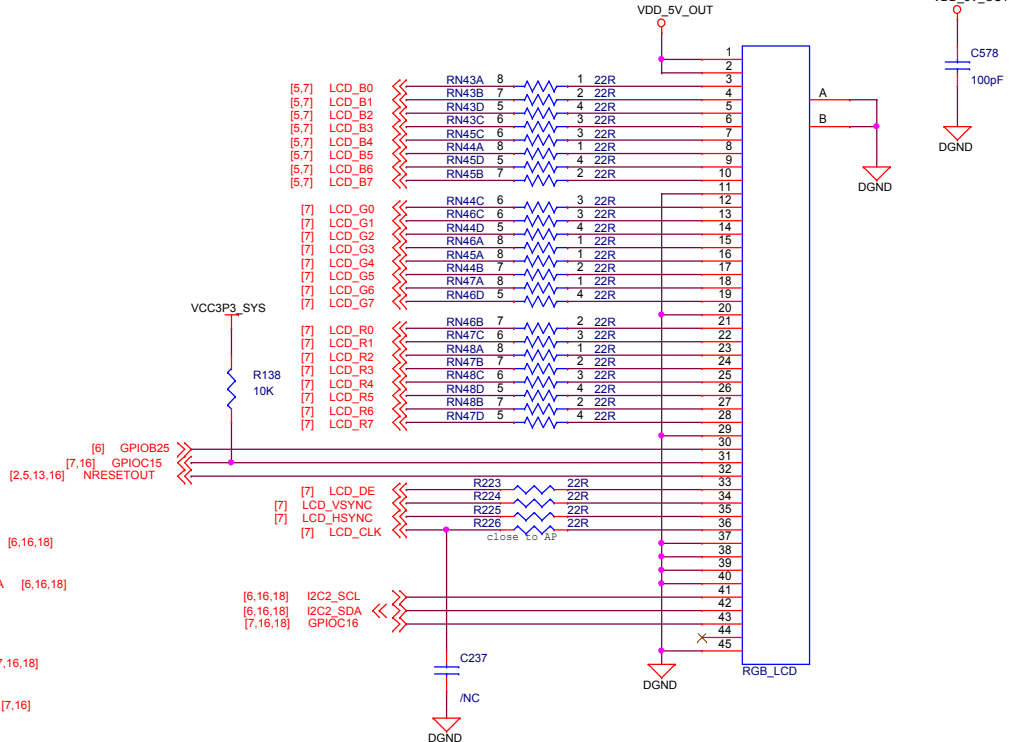 VDD_5V_OUT
C578
100pF
DGND
1
2
A
B
DGND
[5,7] LCD_B0 RN43A 8 1 22R 3
[5,7] LCD_B1 RN43B 7 2 22R 4
[5,7] LCD_B2 RN43D 5 4 22R 5
[5,7] LCD_B3 RN43C 6 3 22R 6
[5,7] LCD_B4 RN45C 6 3 22R 7
[5,7] LCD_B5 RN44A 8 1 22R 8
[5,7] LCD_B6 RN45D 5 4 22R 9
[5,7] LCD_B7 RN45B 7 2 22R 10
11
[7] LCD_G0 RN44C 6 3 22R 12
[7] LCD_G1 RN46C 6 3 22R 13
[7] LCD_G2 RN44D 5 4 22R 14
[7] LCD_G3 RN46A 8 1 22R 15
[7] LCD_G4 RN45A 8 1 22R 16
[7] LCD_G5 RN44B 7 2 22R 17
[7] LCD_G6 RN47A 8 1 22R 18
[7] LCD_G7 RN46D 5 4 22R 19
20
VCC3P3_SYS
R138
10K
[7] LCD_R0 RN46B 7 2 22R 21
[7] LCD_R1 RN47C 6 3 22R 22
[7] LCD_R2 RN48A 8 1 22R 23
[7] LCD_R3 RN47B 7 2 22R 24
[7] LCD_R4 RN48C 6 3 22R 25
[7] LCD_R5 RN48D 5 4 22R 26
[7] LCD_R6 RN48B 7 2 22R 27
[7] LCD_R7 RN47D 5 4 22R 28
29
[6] GPIOB25 30
[7,16] GPIOC15 31
[2,5,13,16] NRESETOUT 32
[7] LCD_DE R223 22R 33
[7] LCD_VSYNC R224 22R 34
[7] LCD_HSYNC R225 22R 35
[7] LCD_CLK R226 22R 36
close to AP
37
38
39
40
[6,16,18]
[6,16,18]
[6,16,18] I2C2_SCL 41
[6,16,18] I2C2_SDA 42
[7,16,18] GPIOC16 43
44
45
RGB_LCD
DGND
C237
/NC
DGND
7,16,18]
[7,16]